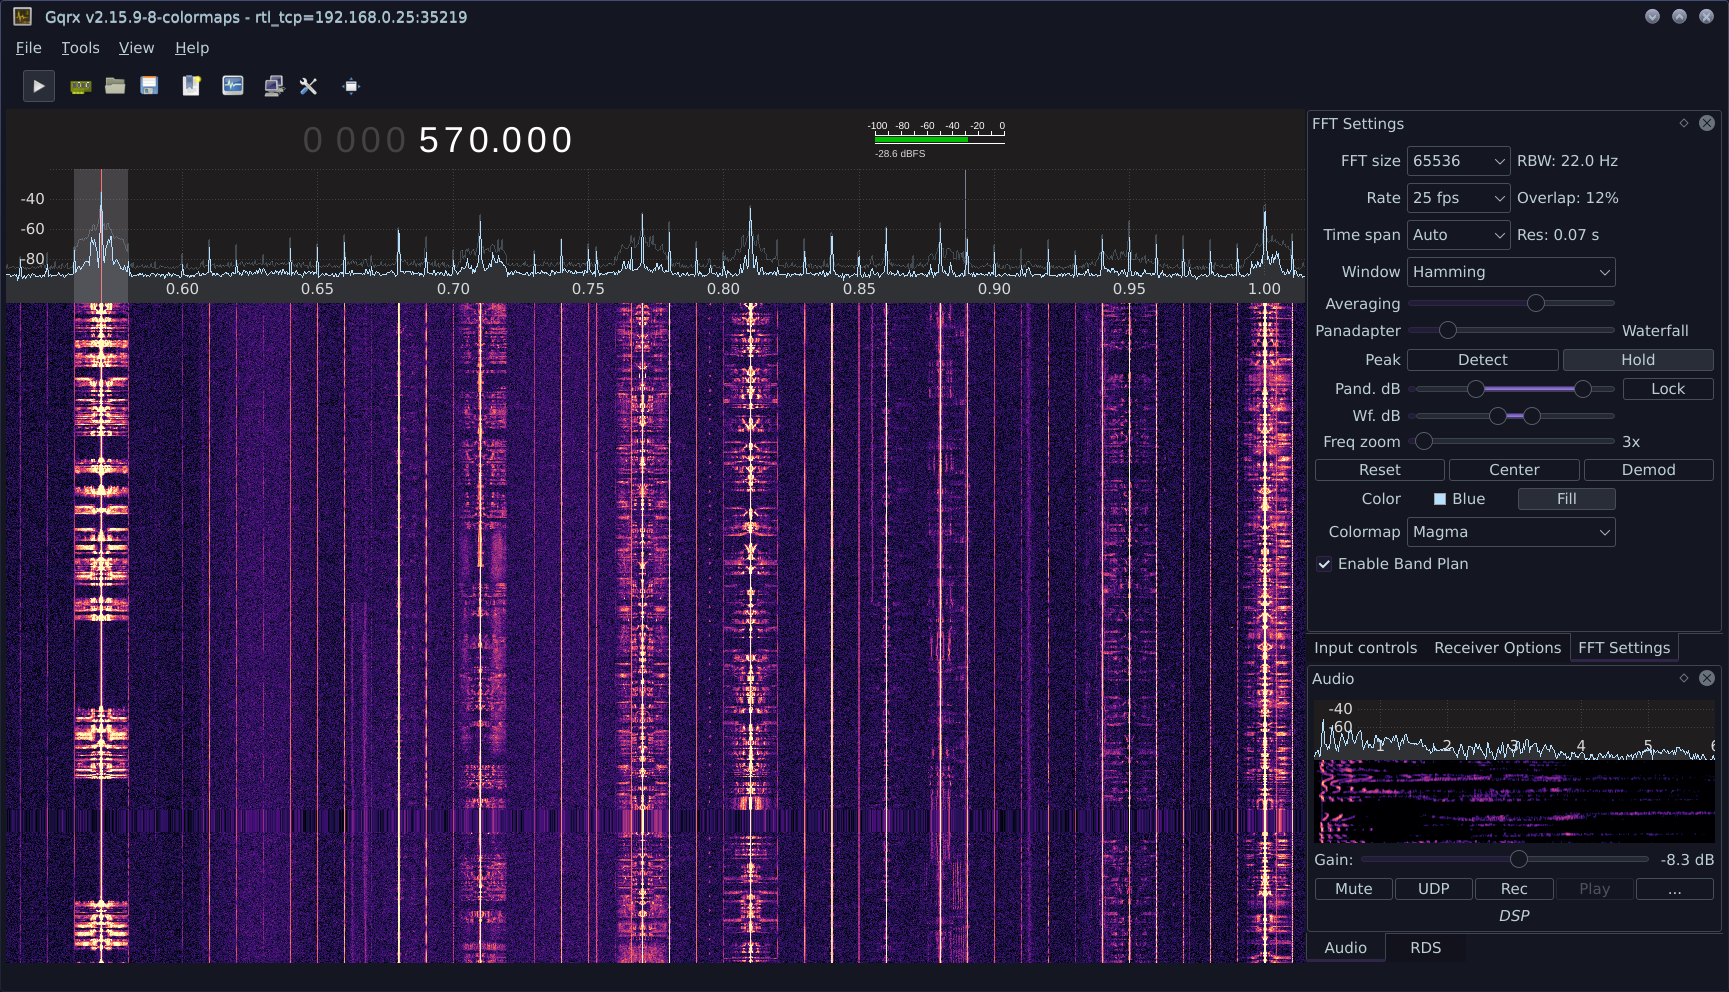 Gqrx v2.15.9-8-colormaps - rtl_tcp=192.168.0.25:35219
File Tools View Help
0 000 570.000
-100 -80 -60 -40 -20 0
-28.6 dBFS
-40
-60
-80
0.60 0.65 0.70 0.75 0.80 0.85 0.90 0.95 1.00
FFT Settings
FFT size 65536 RBW: 22.0 Hz
Rate 25 fps Overlap: 12%
Time span Auto Res: 0.07 s
Window Hamming
Averaging
Panadapter Waterfall
Peak Detect Hold
Pand. dB Lock
Wf. dB
Freq zoom 3x
Reset Center Demod
Color Blue Fill
Colormap Magma
Enable Band Plan
Input controls Receiver Options FFT Settings
Audio
-40
-60
1 2 3 4 5 6
Gain: -8.3 dB
Mute UDP Rec Play ...
DSP
Audio RDS